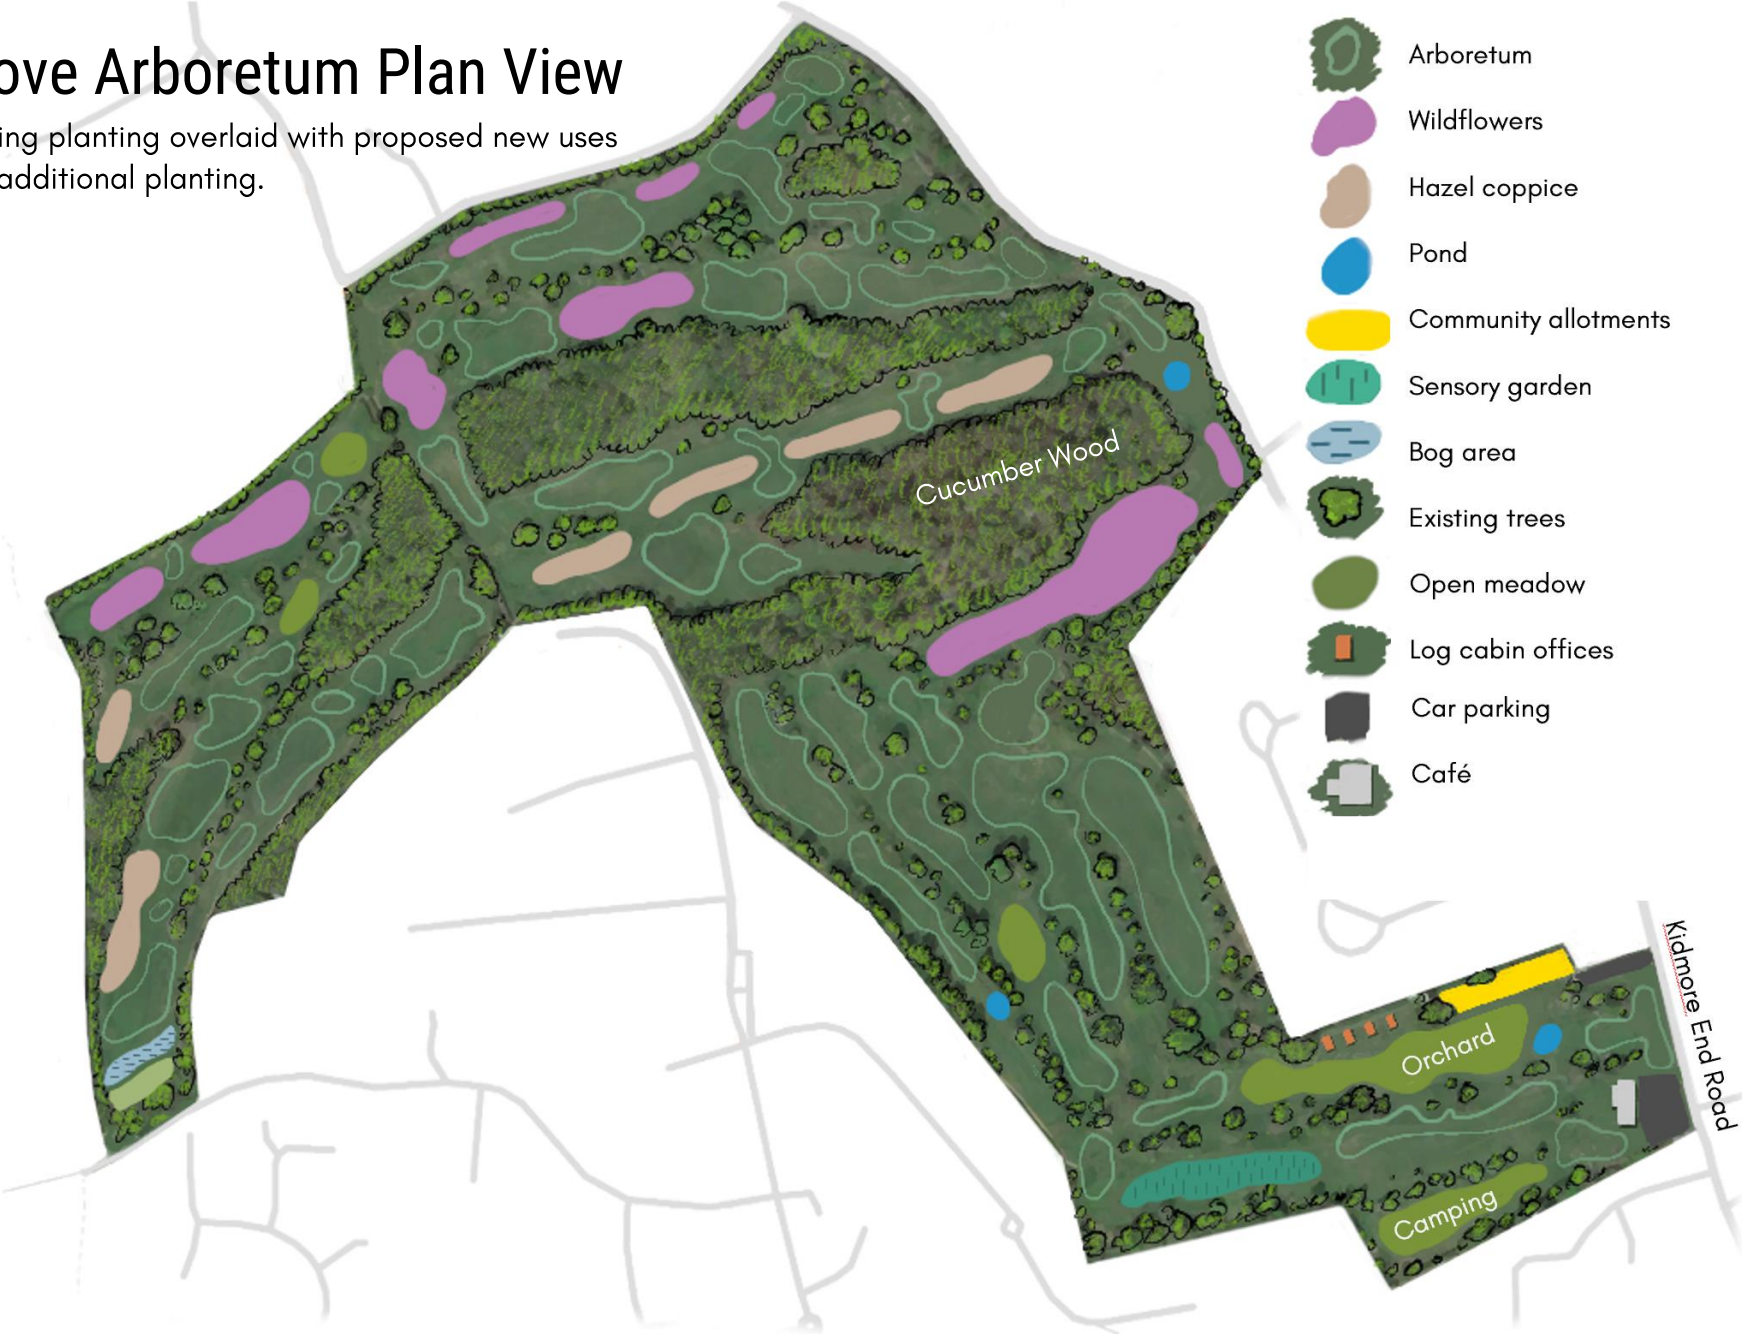 ove Arboretum Plan View
ing planting overlaid with proposed new uses
additional planting.
Arboretum
Wildflowers
Hazel coppice
Pond
Community allotments
Sensory garden
Bog area
Existing trees
Open meadow
Log cabin offices
Car parking
Café
Cucumber Wood
Orchard
Camping
Kidmore End Road